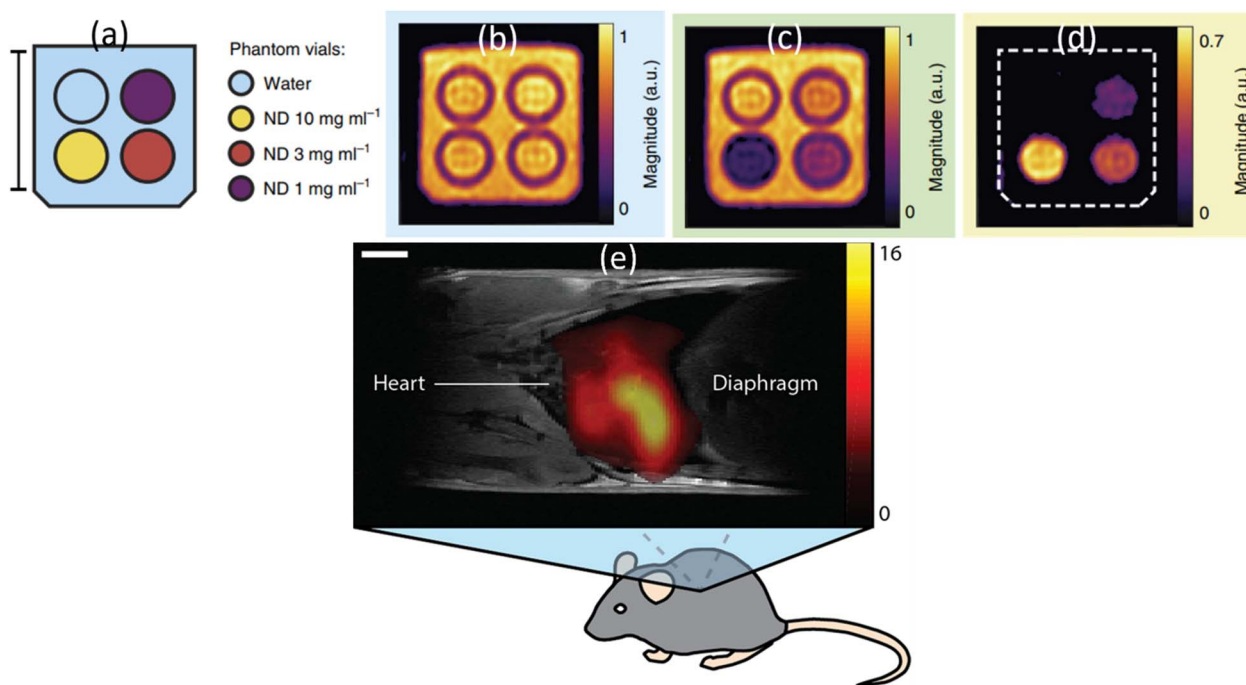 (a)
Phantom vials:
Water
ND 10 mg ml⁻¹
ND 3 mg ml⁻¹
ND 1 mg ml⁻¹
(b)
1
Magnitude (a.u.)
0
(c)
1
Magnitude (a.u.)
0
(d)
0.7
Magnitude (a.u.)
0
(e)
16
Heart
Diaphragm
0